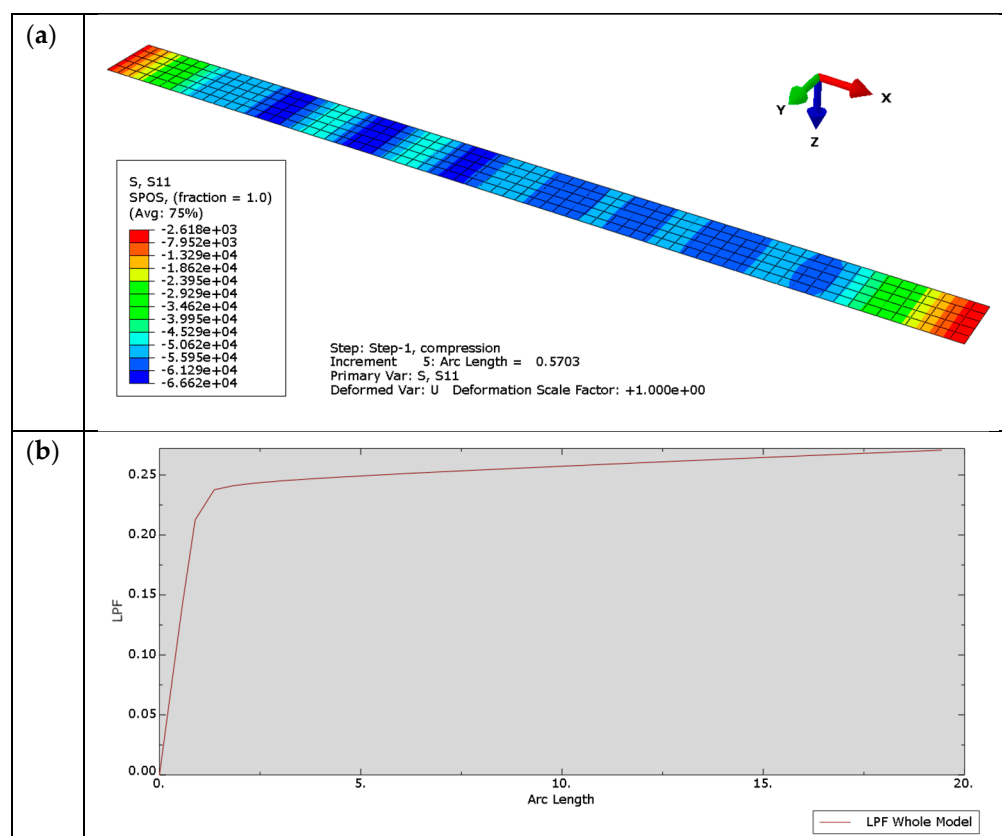 (a)
X
Y
Z
S, S11
SPOS, (fraction = 1.0)
(Avg: 75%)
-2.618e+03
-7.952e+03
-1.329e+04
-1.862e+04
-2.395e+04
-2.929e+04
-3.462e+04
-3.995e+04
-4.529e+04
-5.062e+04
-5.595e+04
-6.129e+04
-6.662e+04
Step: Step-1, compression
Increment 5: Arc Length = 0.5703
Primary Var: S, S11
Deformed Var: U Deformation Scale Factor: +1.000e+00
(b)
0.25
0.20
0.15
LPF
0.10
0.05
0.00
0. 5. 10. 15. 20.
Arc Length
LPF Whole Model